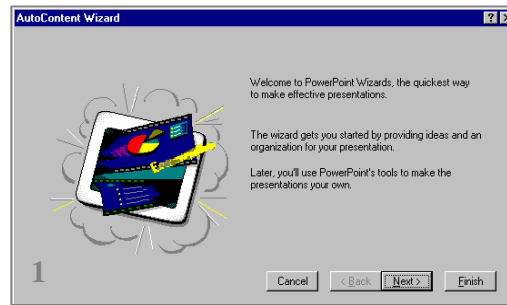 AutoContent Wizard
Welcome to PowerPoint Wizards, the quickest way
to make effective presentations.
The wizard gets you started by providing ideas and an
organization for your presentation.
Later, you'll use PowerPoint's tools to make the
presentations your own.
1
Cancel
< Back
Next >
Finish